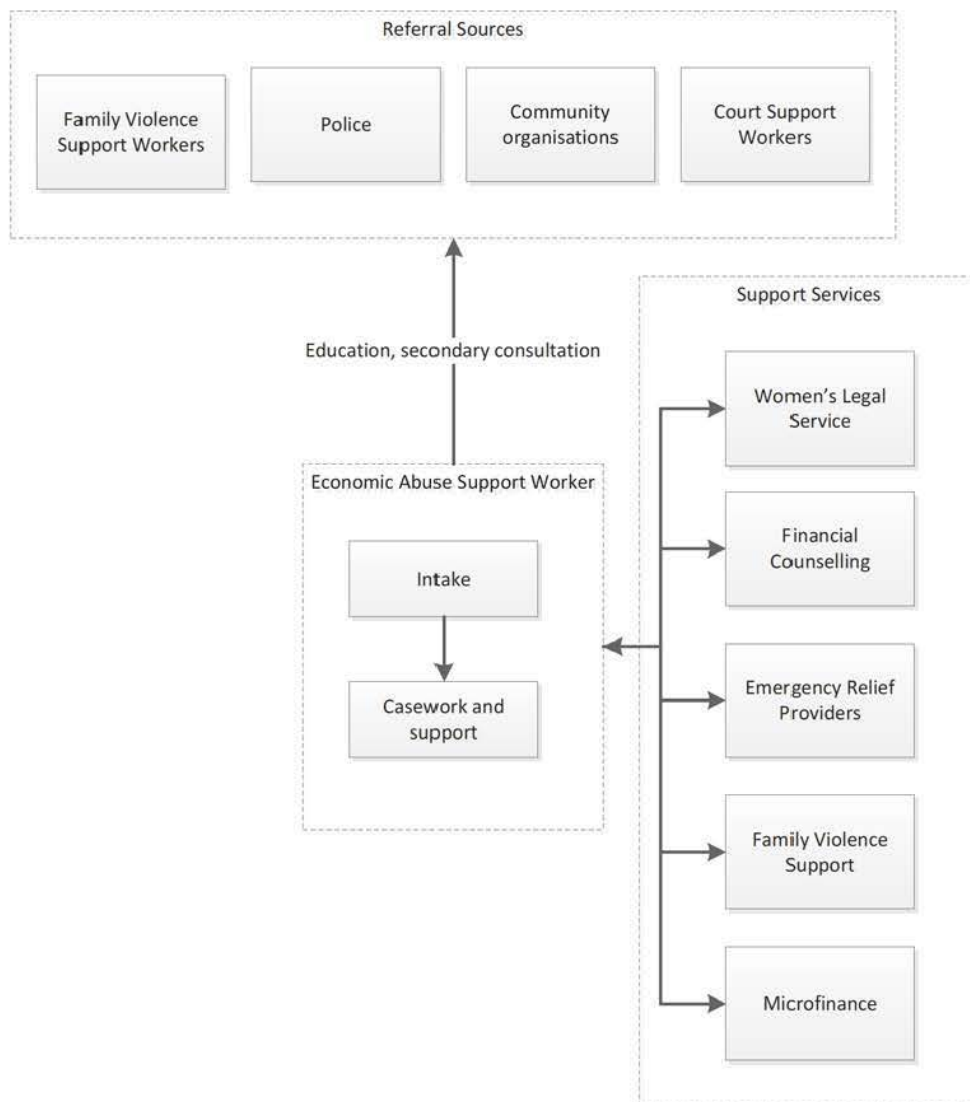 Referral Sources
Family Violence
Support Workers
Police
Community
organisations
Court Support
Workers
Education, secondary consultation
Economic Abuse Support Worker
Intake
Casework and
support
Support Services
Women’s Legal
Service
Financial
Counselling
Emergency Relief
Providers
Family Violence
Support
Microfinance